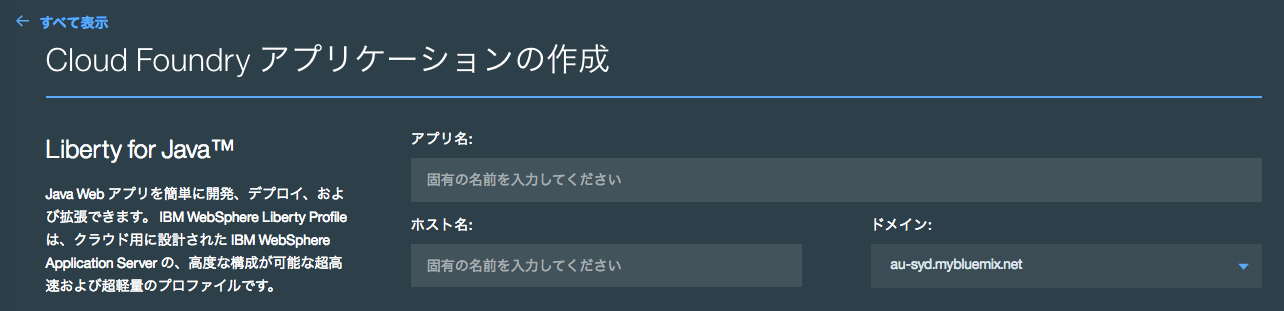 ← すべて表示
Cloud Foundry アプリケーションの作成
Liberty for Java™
Java Web アプリを簡単に開発、デプロイ、およ
び拡張できます。 IBM WebSphere Liberty Profile
は、クラウド用に設計された IBM WebSphere
Application Server の、高度な構成が可能な超高
速および超軽量のプロファイルです。
アプリ名:
固有の名前を入力してください
ホスト名:
固有の名前を入力してください
ドメイン:
au-syd.mybluemix.net